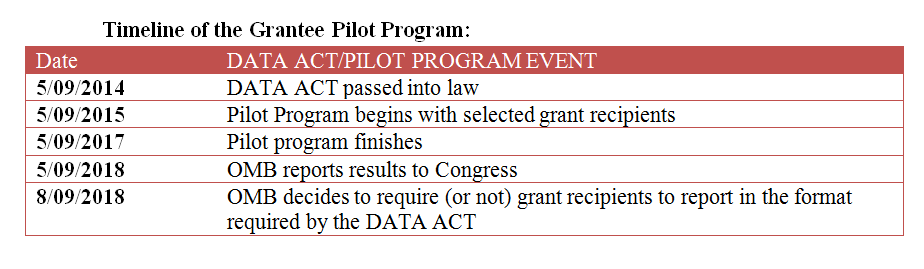 Timeline of the Grantee Pilot Program:
Date DATA ACT/PILOT PROGRAM EVENT
5/09/2014 DATA ACT passed into law
5/09/2015 Pilot Program begins with selected grant recipients
5/09/2017 Pilot program finishes
5/09/2018 OMB reports results to Congress
8/09/2018 OMB decides to require (or not) grant recipients to report in the format
required by the DATA ACT